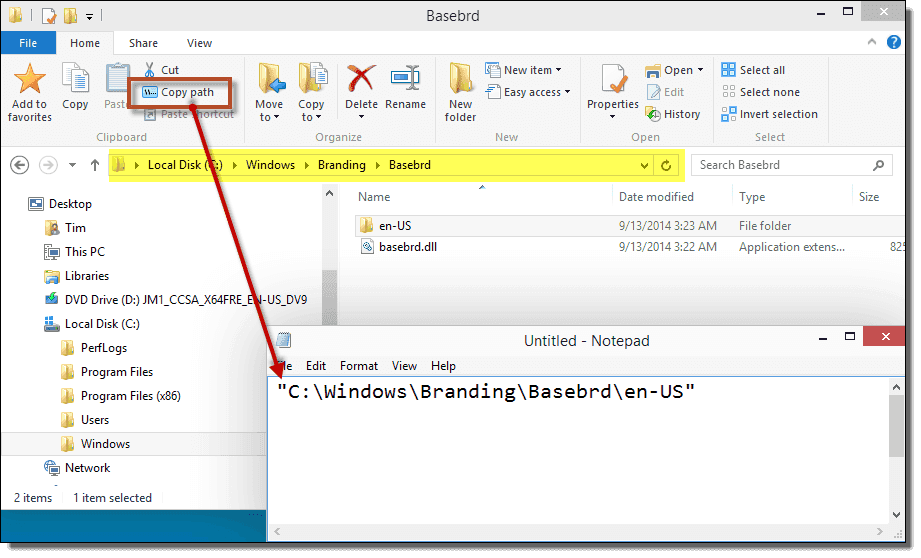 Basebrd
File Home Share View
Add to favorites
Copy
Paste
Cut
Copy path
Paste shortcut
Clipboard
Move to
Copy to
Delete
Rename
Organize
New folder
New item
Easy access
New
Properties
Open
Edit
History
Open
Select all
Select none
Invert selection
Select
Local Disk (C:) Windows Branding Basebrd
Search Basebrd
Desktop
Tim
This PC
Libraries
DVD Drive (D:) JM1_CCSA_X64FRE_EN-US_DV9
Local Disk (C:)
PerfLogs
Program Files
Program Files (x86)
Users
Windows
Network
2 items 1 item selected
Name Date modified Type Size
en-US 9/13/2014 3:23 AM File folder
basebrd.dll 9/13/2014 3:22 AM Application extens... 825
Untitled - Notepad
Edit Format View Help
"C:\Windows\Branding\Basebrd\en-US"